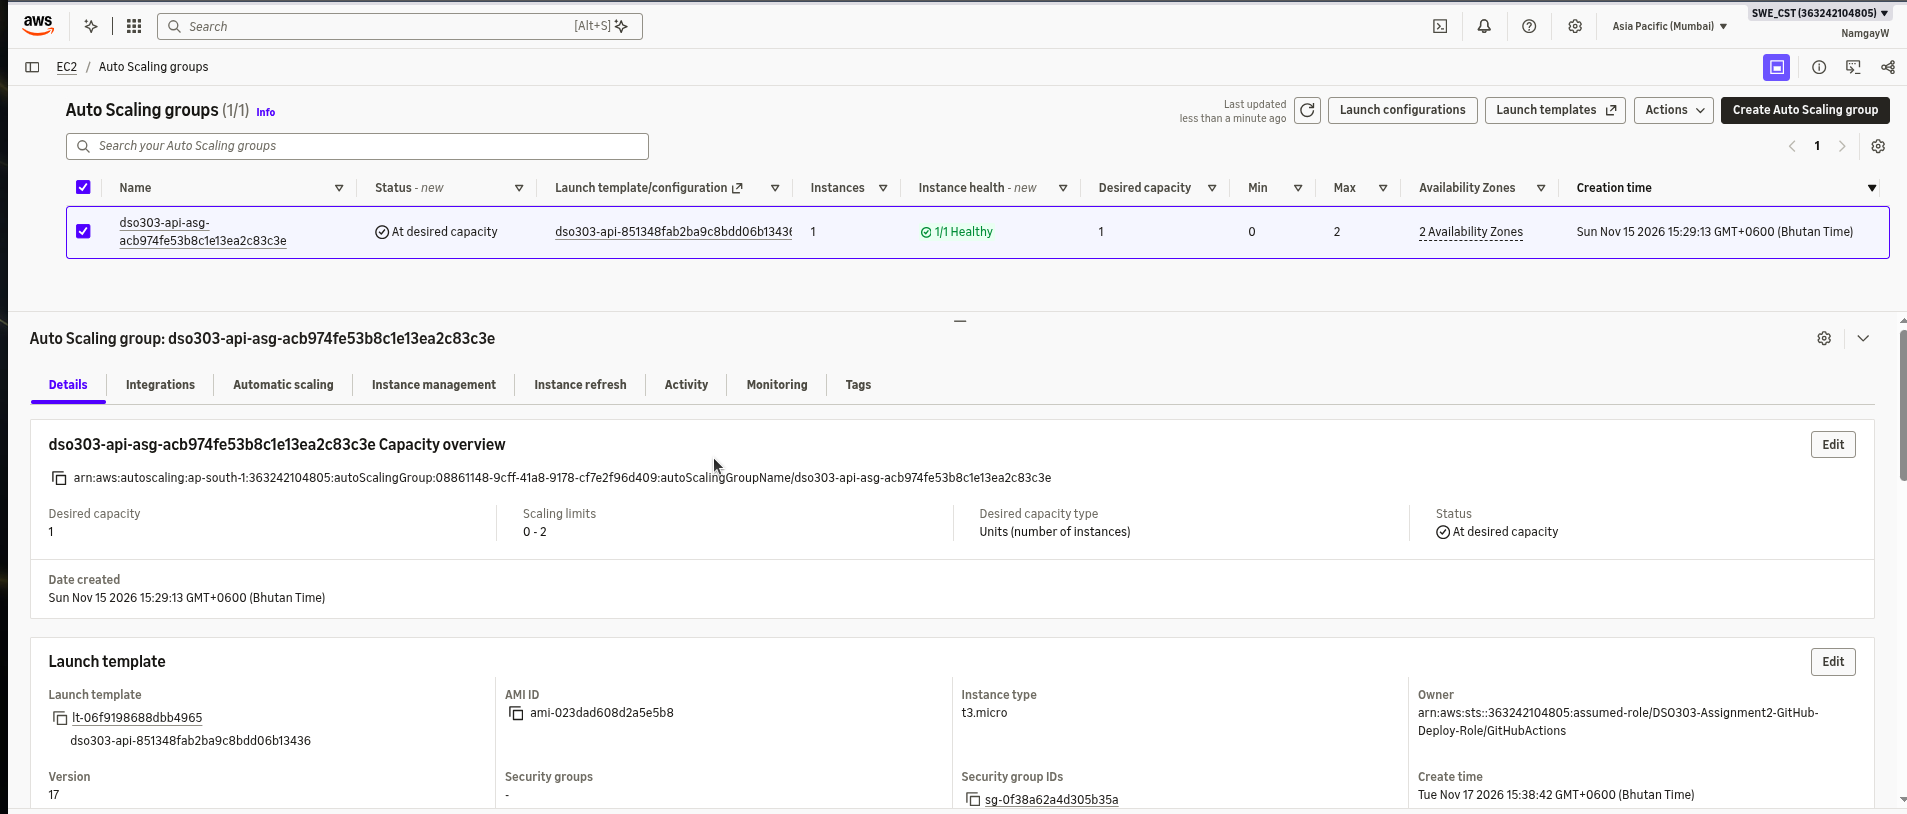 aws
Search
[Alt+S]
Asia Pacific (Mumbai)
SWE_CST (363242104805)
NamgayW
EC2 / Auto Scaling groups
Auto Scaling groups (1/1) Info
Last updated
less than a minute ago
Launch configurations
Launch templates
Actions
Create Auto Scaling group
Search your Auto Scaling groups
1
Name
Status - new
Launch template/configuration
Instances
Instance health - new
Desired capacity
Min
Max
Availability Zones
Creation time
dso303-api-asg-
acb974fe53b8c1e13ea2c83c3e
At desired capacity
dso303-api-851348fab2ba9c8bdd06b13436
1
1/1 Healthy
1
0
2
2 Availability Zones
Sun Nov 15 2026 15:29:13 GMT+0600 (Bhutan Time)
Auto Scaling group: dso303-api-asg-acb974fe53b8c1e13ea2c83c3e
Details
Integrations
Automatic scaling
Instance management
Instance refresh
Activity
Monitoring
Tags
dso303-api-asg-acb974fe53b8c1e13ea2c83c3e Capacity overview
Edit
arn:aws:autoscaling:ap-south-1:363242104805:autoScalingGroup:08861148-9cff-41a8-9178-cf7e2f96d409:autoScalingGroupName/dso303-api-asg-acb974fe53b8c1e13ea2c83c3e
Desired capacity
1
Scaling limits
0 - 2
Desired capacity type
Units (number of instances)
Status
At desired capacity
Date created
Sun Nov 15 2026 15:29:13 GMT+0600 (Bhutan Time)
Launch template
Edit
Launch template
lt-06f9198688dbb4965
dso303-api-851348fab2ba9c8bdd06b13436
AMI ID
ami-023dad608d2a5e5b8
Instance type
t3.micro
Owner
arn:aws:sts::363242104805:assumed-role/DSO303-Assignment2-GitHub-
Deploy-Role/GitHubActions
Version
17
Security groups
-
Security group IDs
sg-0f38a62a4d305b35a
Create time
Tue Nov 17 2026 15:38:42 GMT+0600 (Bhutan Time)